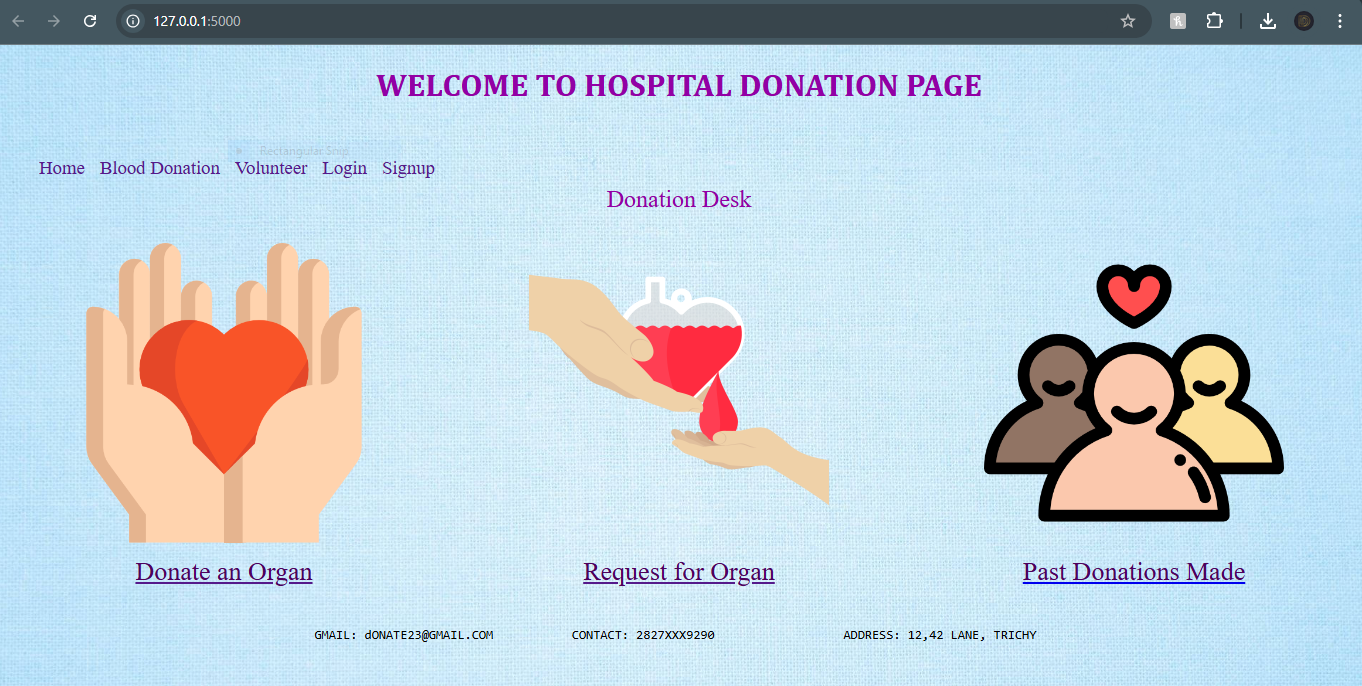 127.0.0.1:5000
WELCOME TO HOSPITAL DONATION PAGE
Rectangular Snip
Home Blood Donation Volunteer Login Signup
Donation Desk
Donate an Organ Request for Organ Past Donations Made
GMAIL: dONATE23@GMAIL.COM CONTACT: 2827XXX9290 ADDRESS: 12,42 LANE, TRICHY